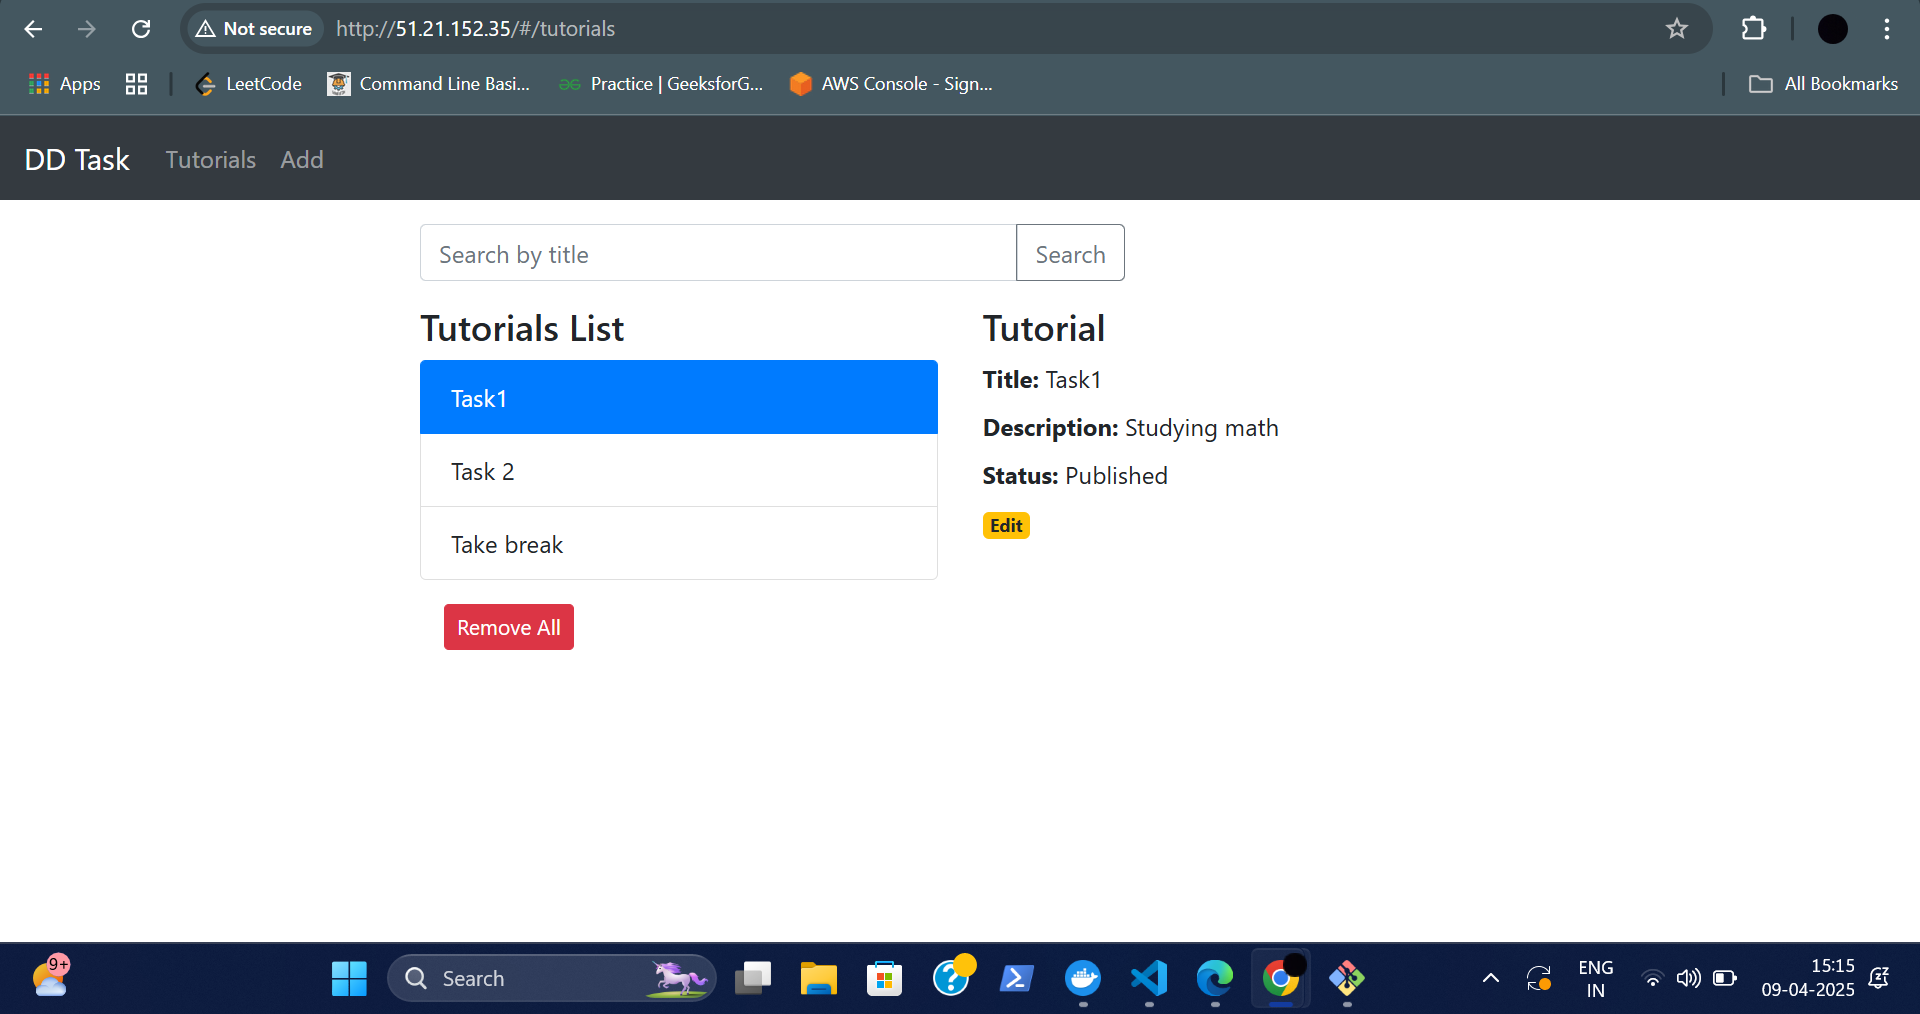 Not secure http://51.21.152.35/#/tutorials
Apps LeetCode Command Line Basi... Practice | GeeksforG... AWS Console - Sign... All Bookmarks
DD Task Tutorials Add
Search by title Search
Tutorials List
Task1
Task 2
Take break
Remove All
Tutorial
Title: Task1
Description: Studying math
Status: Published
Edit
9+
Search
ENG
IN
15:15
09-04-2025